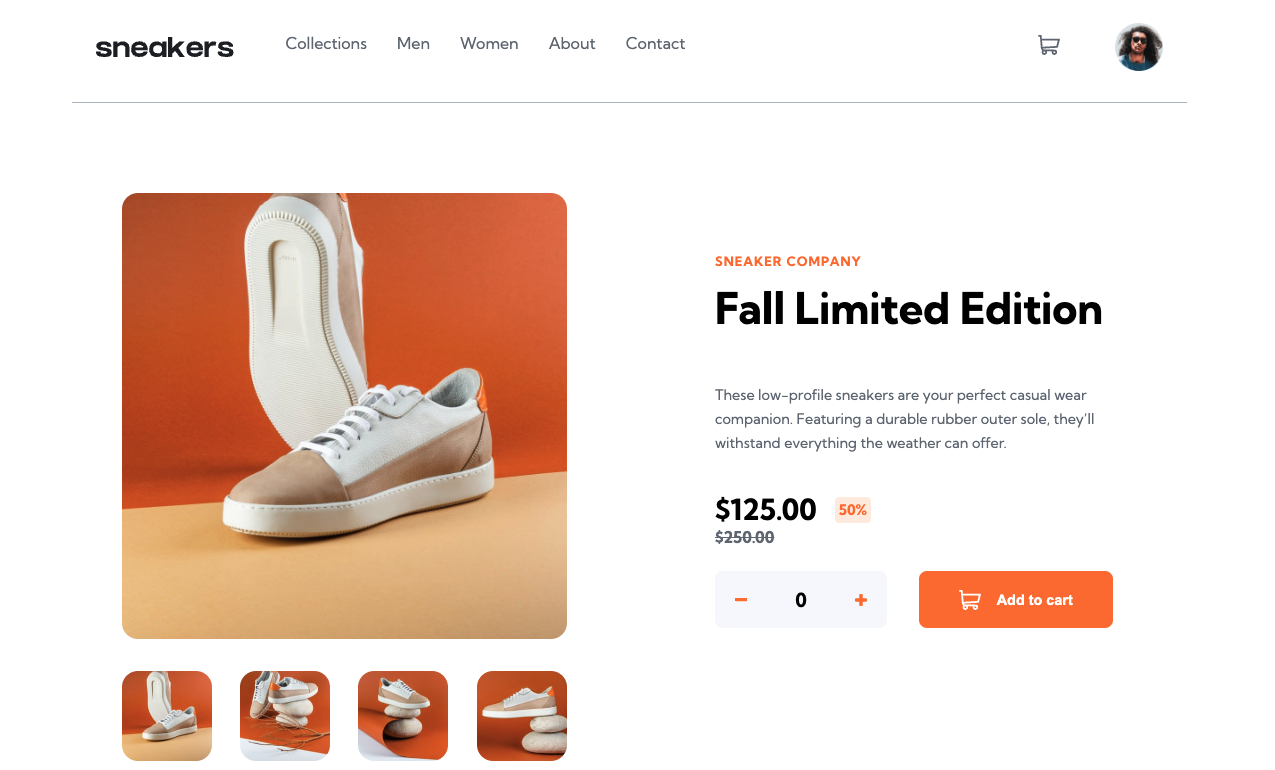 sneakers
Collections Men Women About Contact
SNEAKER COMPANY
Fall Limited Edition
These low-profile sneakers are your perfect casual wear
companion. Featuring a durable rubber outer sole, they'll
withstand everything the weather can offer.
$125.00 50%
$250.00
0
Add to cart